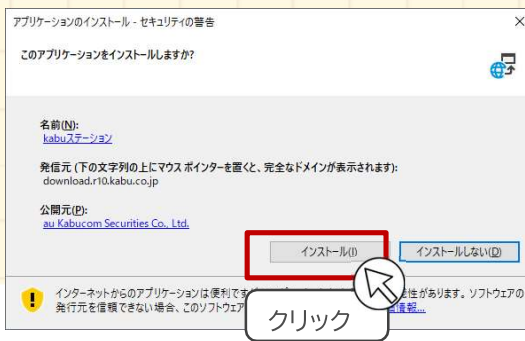 アプリケーションのインストール - セキュリティの警告
このアプリケーションをインストールしますか?
名前(N):
kabuステーション
発信元 (下の文字列の上にマウス ポインターを置くと、完全なドメインが表示されます):
download.r10.kabu.co.jp
公開元(P):
au Kabucom Securities Co., Ltd.
インストール(I)
インストールしない(D)
インターネットからのアプリケーションは便利です 性があります。ソフトウェアの
発行元を信頼できない場合、このソフトウェア 情報...
クリック